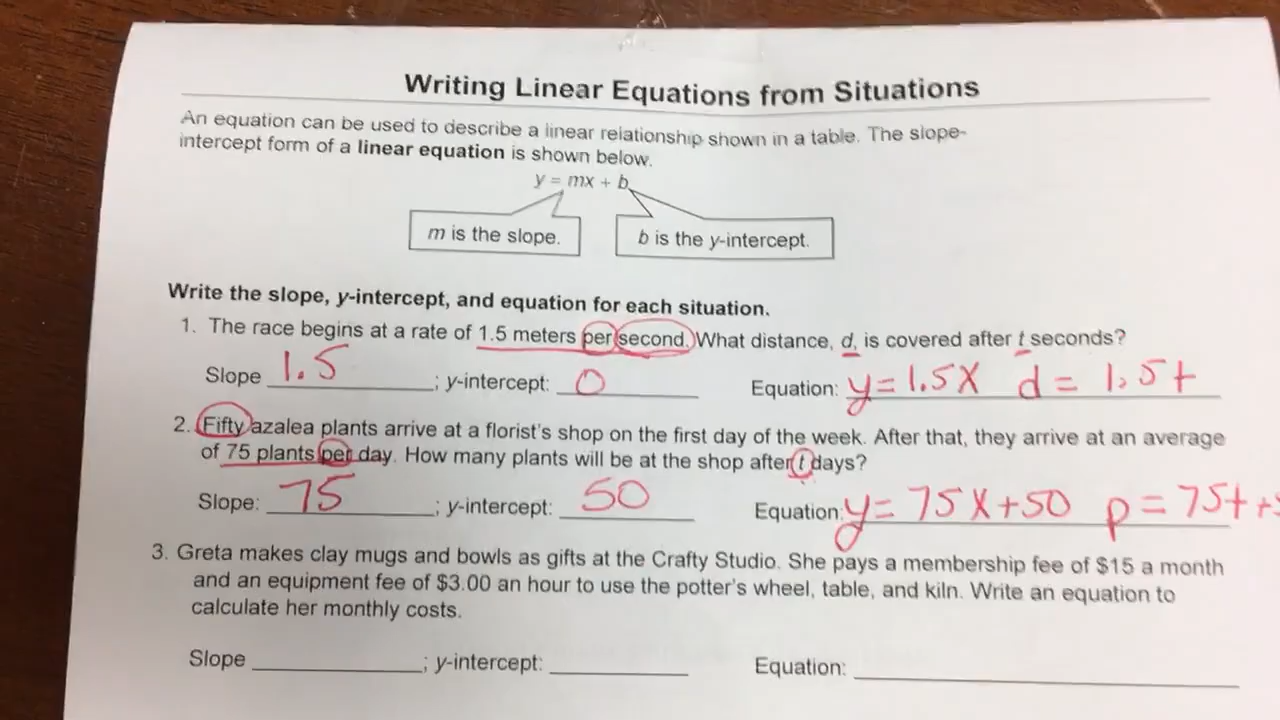 Writing Linear Equations from Situations
An equation can be used to describe a linear relationship shown in a table. The slope-
intercept form of a linear equation is shown below.
y = mx + b
m is the slope. b is the y-intercept.
Write the slope, y-intercept, and equation for each situation.
1. The race begins at a rate of 1.5 meters per second. What distance, d, is covered after t seconds?
Slope 1.5 ; y-intercept: 0 Equation: y = 1.5x d = 1.5t
2. Fifty azalea plants arrive at a florist's shop on the first day of the week. After that, they arrive at an average
of 75 plants per day. How many plants will be at the shop after t days?
Slope: 75 ; y-intercept: 50 Equation: y = 75x+50 p = 75t +
3. Greta makes clay mugs and bowls as gifts at the Crafty Studio. She pays a membership fee of $15 a month
and an equipment fee of $3.00 an hour to use the potter's wheel, table, and kiln. Write an equation to
calculate her monthly costs.
Slope ; y-intercept: Equation: